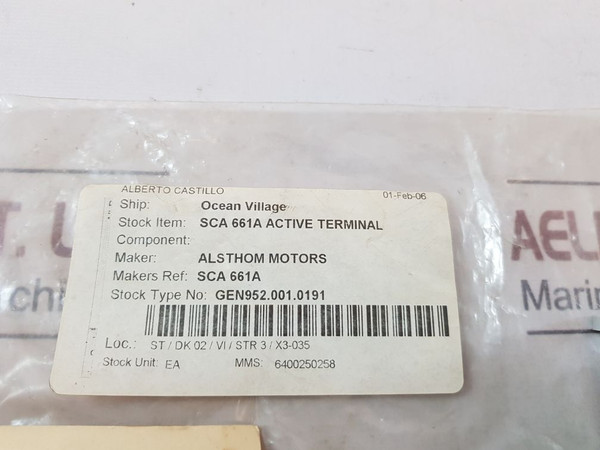 ALBERTO CASTILLO 01-Feb-06
Ship: Ocean Village
Stock Item: SCA 661A ACTIVE TERMINAL
Component:
Maker: ALSTHOM MOTORS
Makers Ref: SCA 661A
Stock Type No: GEN952.001.0191
Loc.: ST / DK 02 / VI / STR 3 / X3-035
Stock Unit: EA MMS: 6400250258